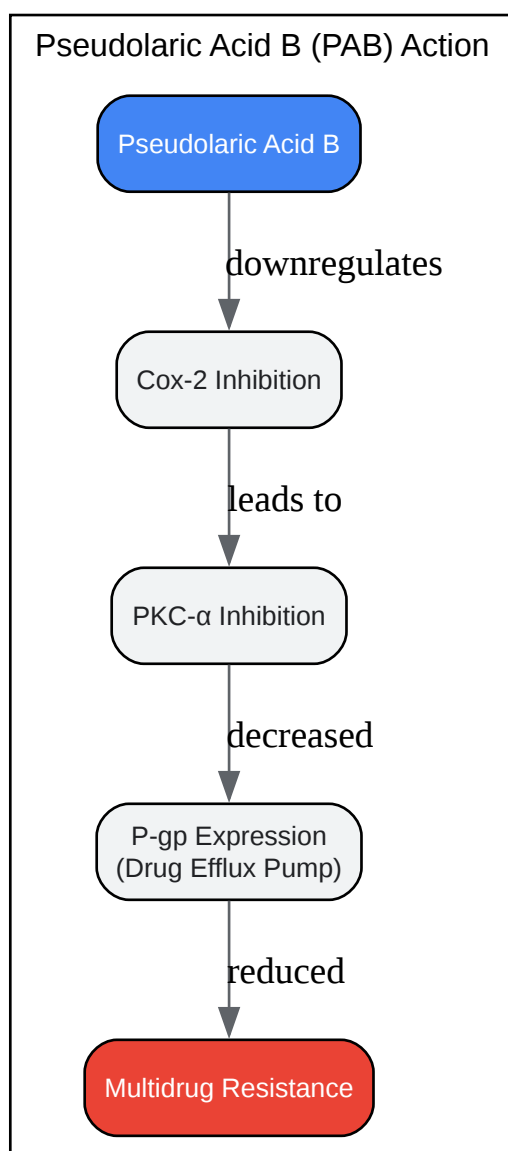 Pseudolaric Acid B (PAB) Action
Pseudolaric Acid B
downregulates
Cox-2 Inhibition
leads to
PKC-α Inhibition
decreased
P-gp Expression
(Drug Efflux Pump)
reduced
Multidrug Resistance